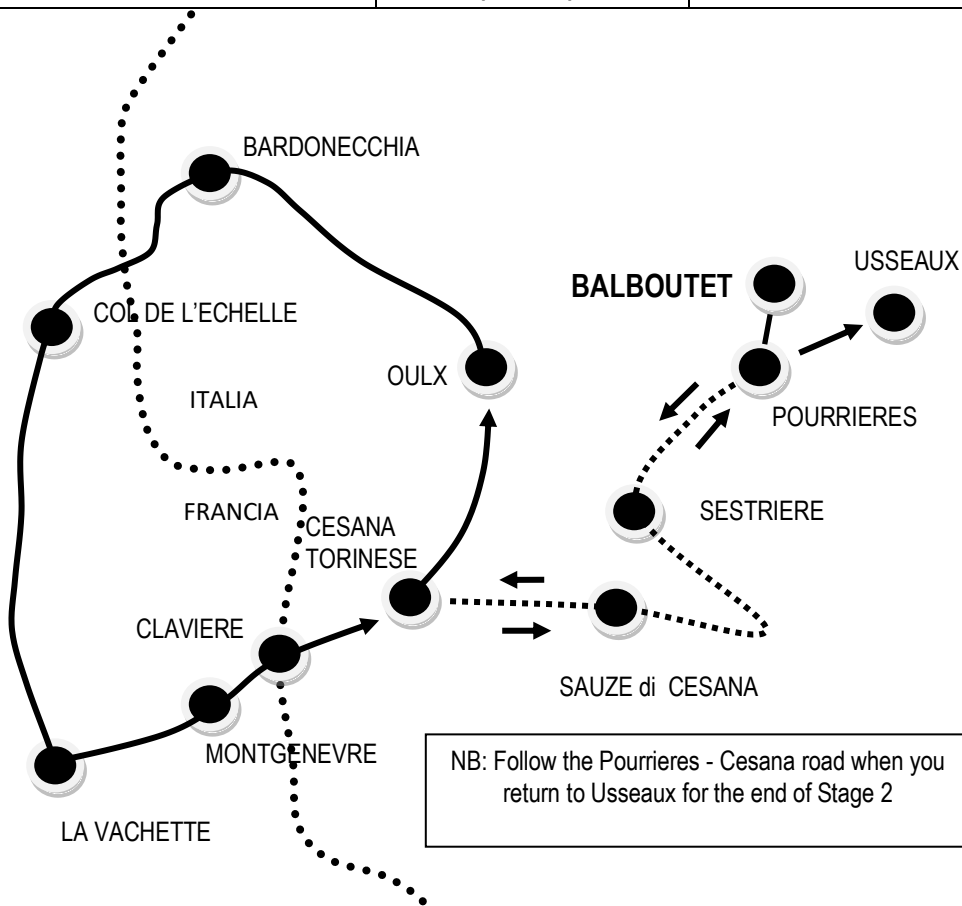 BARDONECCHIA
USSEAUX
BALBOUTET
COL DE L'ECHELLE
OULX
ITALIA
POURRIERES
FRANCIA
CESANA
TORINESE
SESTRIERE
CLAVIERE
SAUZE di CESANA
MONTGENEVRE
NB: Follow the Pourrieres - Cesana road when you
return to Usseaux for the end of Stage 2
LA VACHETTE